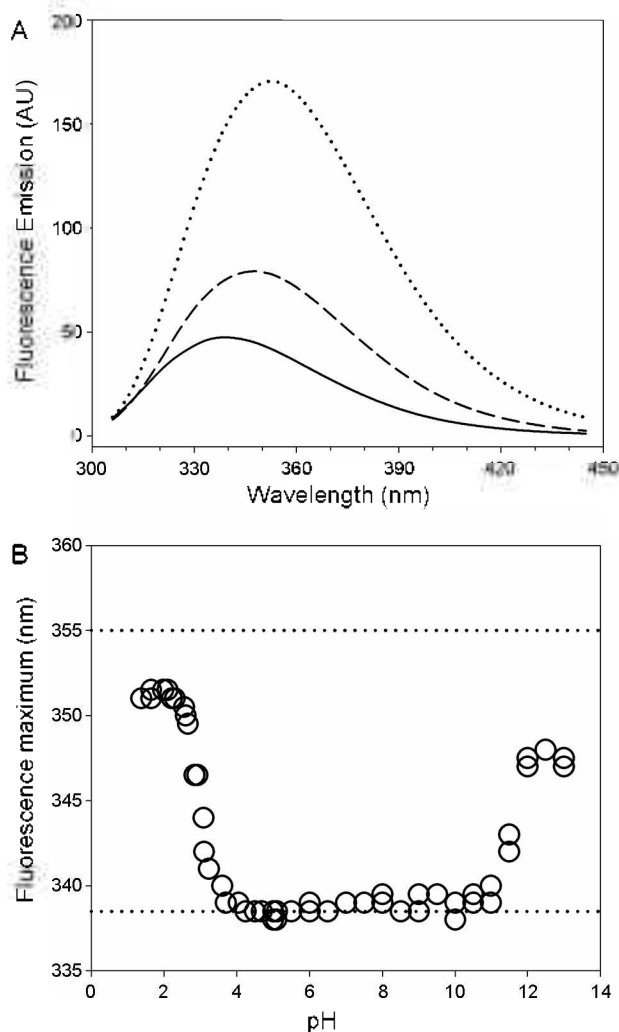 A
200
150
100
50
0
Fluorescence Emission (AU)
300 330 360 390 420 450
Wavelength (nm)
B
360
355
350
345
340
335
Fluorescence maximum (nm)
0 2 4 6 8 10 12 14
pH